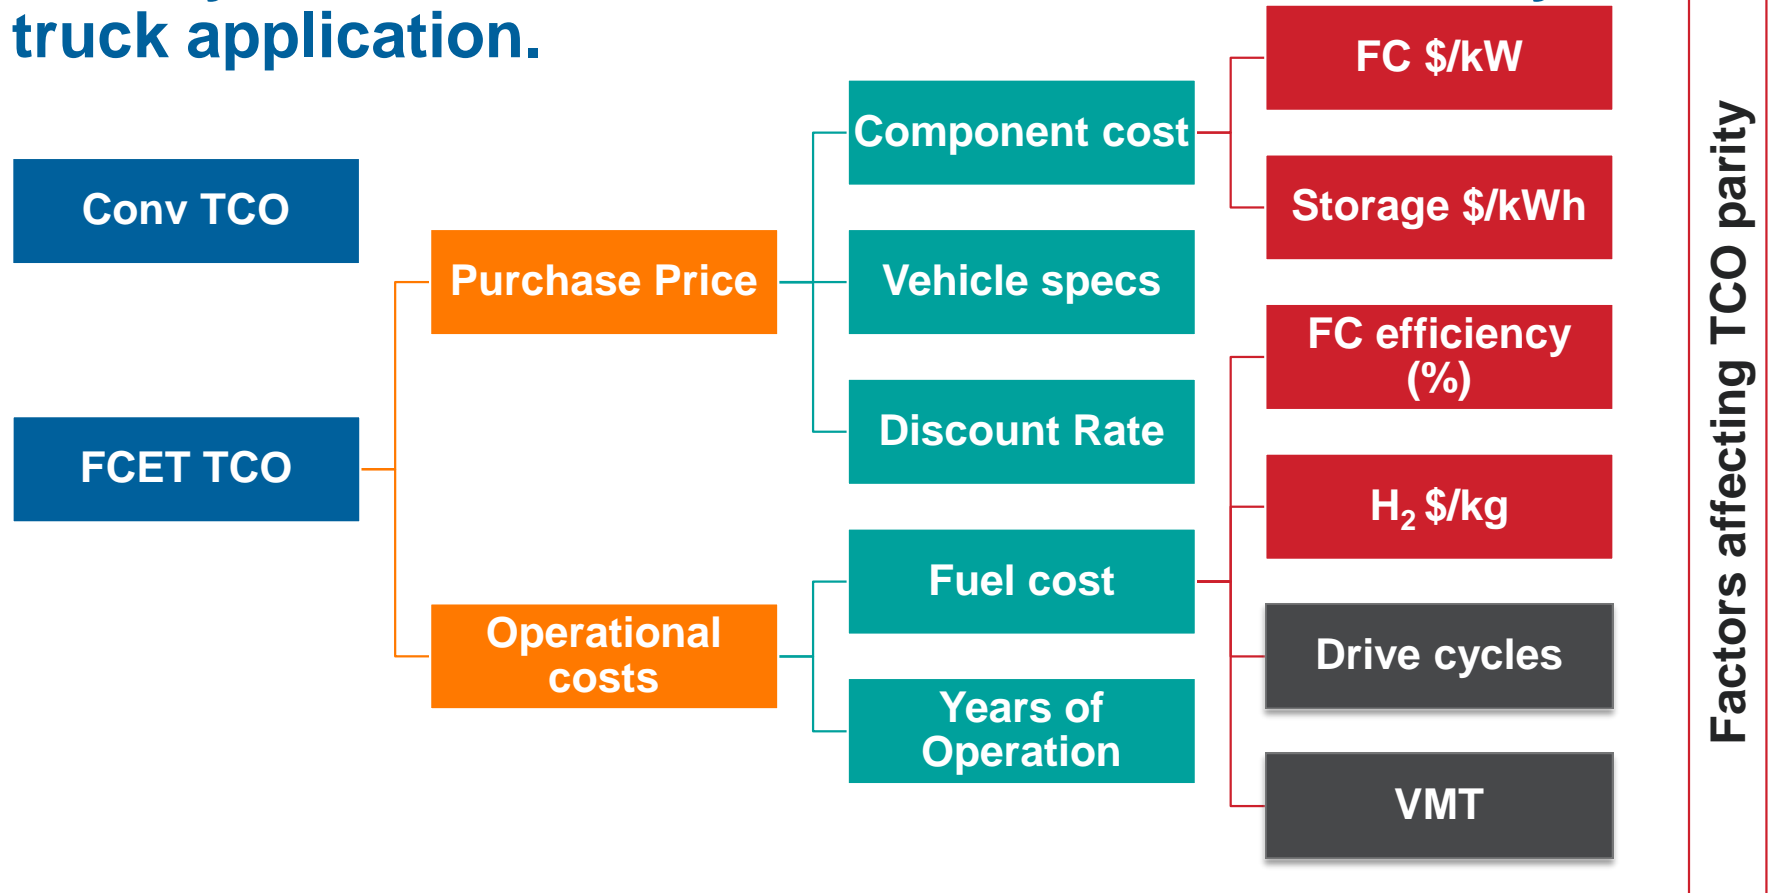 truck application.
Conv TCO
FCET TCO
Purchase Price
Operational
costs
Component cost
Vehicle specs
Discount Rate
Fuel cost
Years of
Operation
FC $/kW
Storage $/kWh
FC efficiency
(%)
H₂ $/kg
Drive cycles
VMT
Factors affecting TCO parity